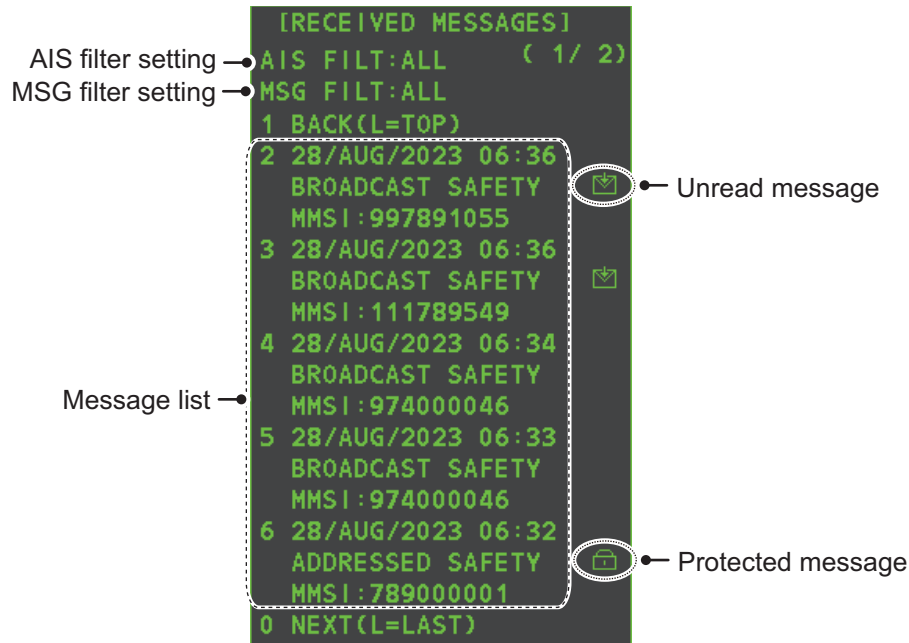 [RECEIVED MESSAGES]
AIS filter setting
AIS FILT:ALL ( 1/ 2)
MSG filter setting
MSG FILT:ALL
1 BACK(L=TOP)
2 28/AUG/2023 06:36
BROADCAST SAFETY
Unread message
MMSI:997891055
3 28/AUG/2023 06:36
BROADCAST SAFETY
MMSI:111789549
4 28/AUG/2023 06:34
BROADCAST SAFETY
Message list
MMSI:974000046
5 28/AUG/2023 06:33
BROADCAST SAFETY
MMSI:974000046
6 28/AUG/2023 06:32
ADDRESSED SAFETY
Protected message
MMSI:789000001
0 NEXT(L=LAST)